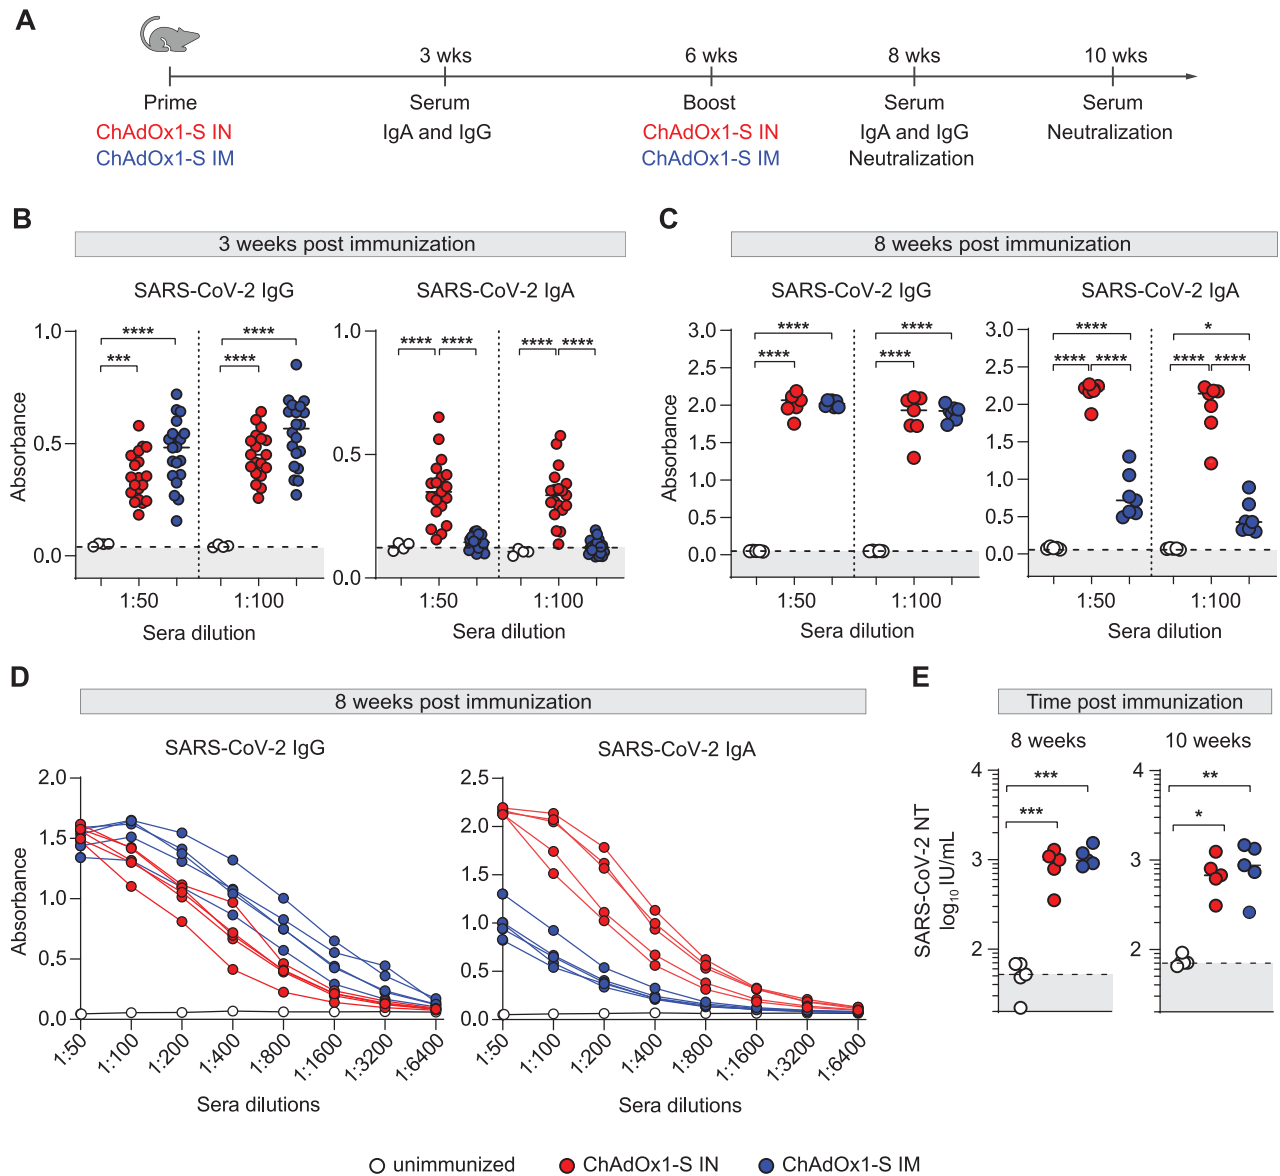 A
3 wks
6 wks
8 wks
10 wks
Prime
Serum
Boost
Serum
Serum
ChAdOx1-S IN
IgA and IgG
ChAdOx1-S IN
IgA and IgG
Neutralization
ChAdOx1-S IM
ChAdOx1-S IM
Neutralization
B
3 weeks post immunization
SARS-CoV-2 IgG
SARS-CoV-2 IgA
Absorbance
1.0
0.5
0.0
****
***
****
****
1.0
0.5
0.0
****
****
****
****
1:50
1:100
1:50
1:100
Sera dilution
Sera dilution
C
8 weeks post immunization
SARS-CoV-2 IgG
SARS-CoV-2 IgA
Absorbance
3.0
2.5
2.0
1.5
1.0
0.5
0.0
****
****
****
****
3.0
2.5
2.0
1.5
1.0
0.5
0.0
****
****
****
*
****
****
1:50
1:100
1:50
1:100
Sera dilution
Sera dilution
D
8 weeks post immunization
SARS-CoV-2 IgG
SARS-CoV-2 IgA
Absorbance
2.0
1.5
1.0
0.5
0.0
2.5
2.0
1.5
1.0
0.5
0.0
1:50
1:100
1:200
1:400
1:800
1:1600
1:3200
1:6400
1:50
1:100
1:200
1:400
1:800
1:1600
1:3200
1:6400
Sera dilutions
Sera dilutions
E
Time post immunization
8 weeks
10 weeks
SARS-CoV-2 NT
log₁₀ IU/mL
4
3
2
***
***
4
3
2
**
*
unimmunized
ChAdOx1-S IN
ChAdOx1-S IM